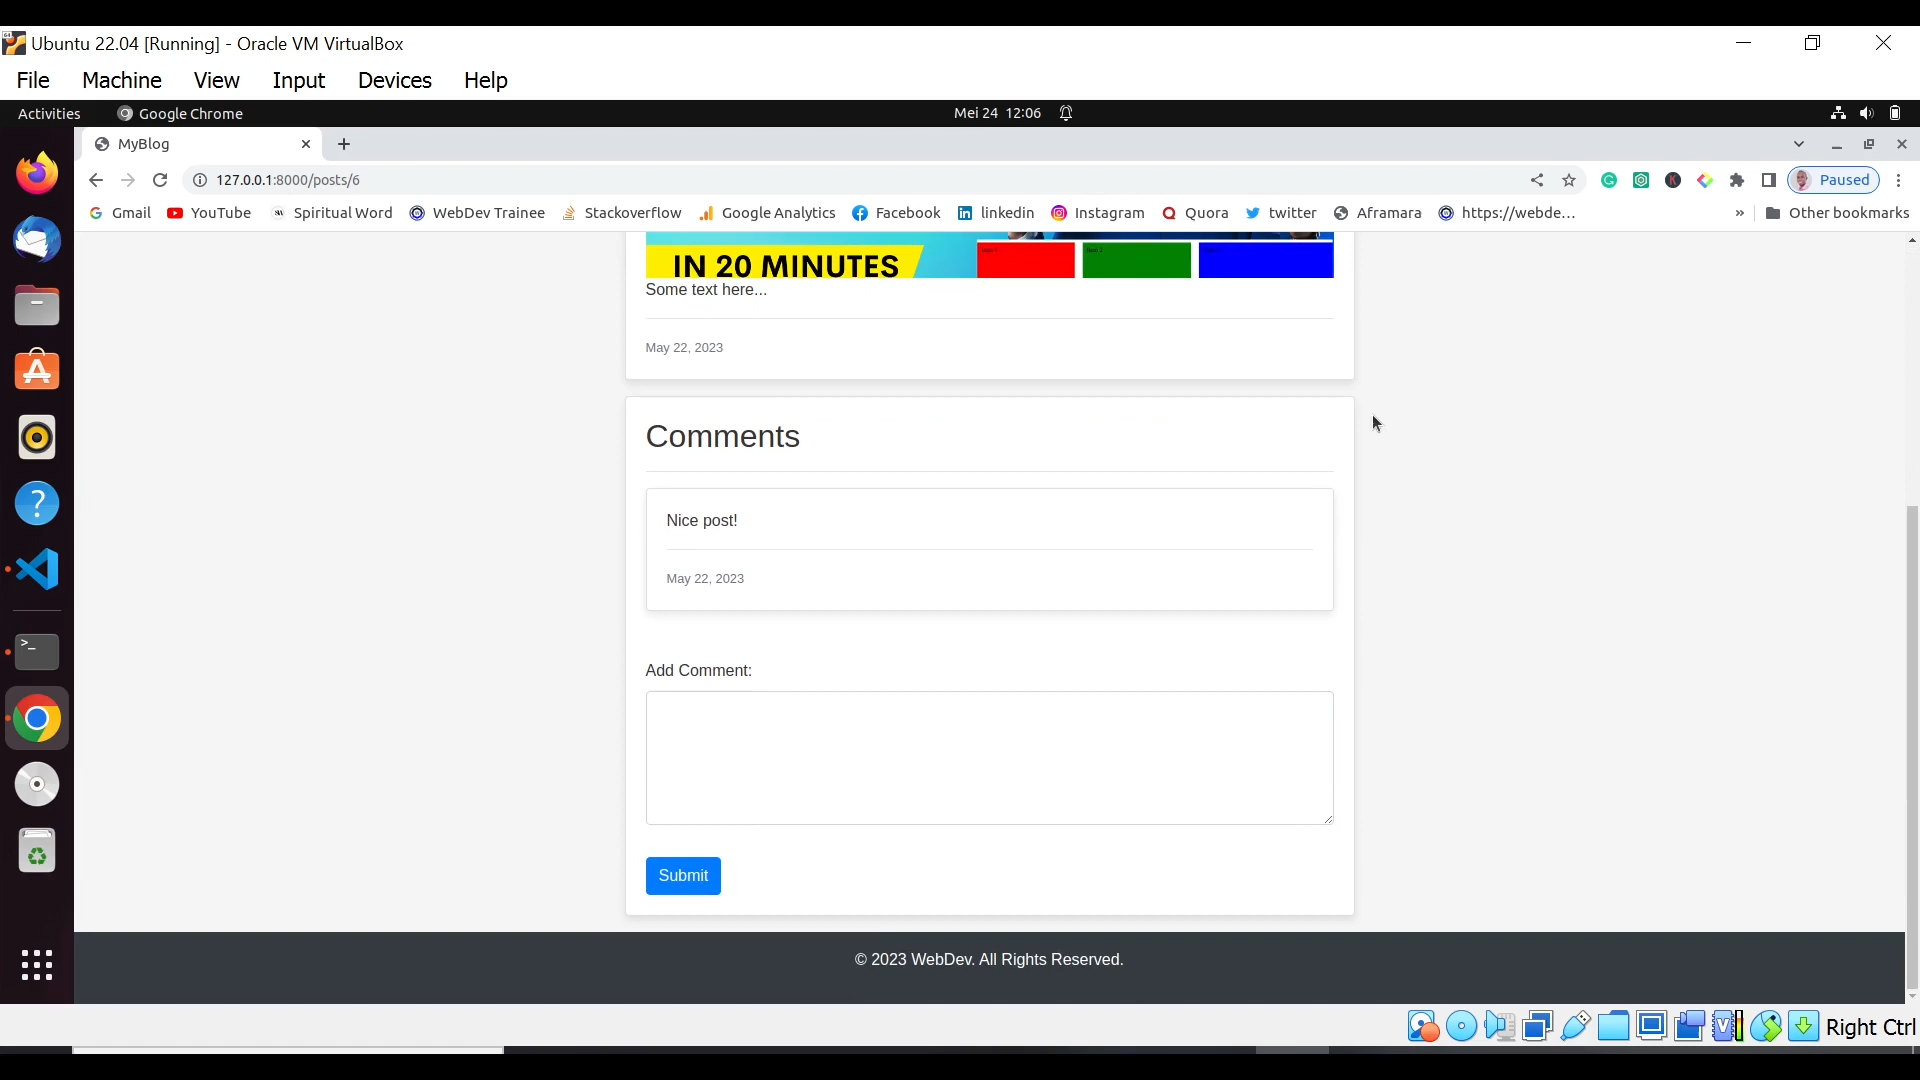 Ubuntu 22.04 [Running] - Oracle VM VirtualBox
File Machine View Input Devices Help
Activities Google Chrome Mei 24 12:06
MyBlog
127.0.0.1:8000/posts/6 Paused
Gmail YouTube Spiritual Word WebDev Trainee Stackoverflow Google Analytics Facebook linkedin Instagram Quora twitter Aframara https://webde... » Other bookmarks
IN 20 MINUTES
Some text here...
May 22, 2023
Comments
Nice post!
May 22, 2023
Add Comment:
Submit
© 2023 WebDev. All Rights Reserved.
Right Ctrl